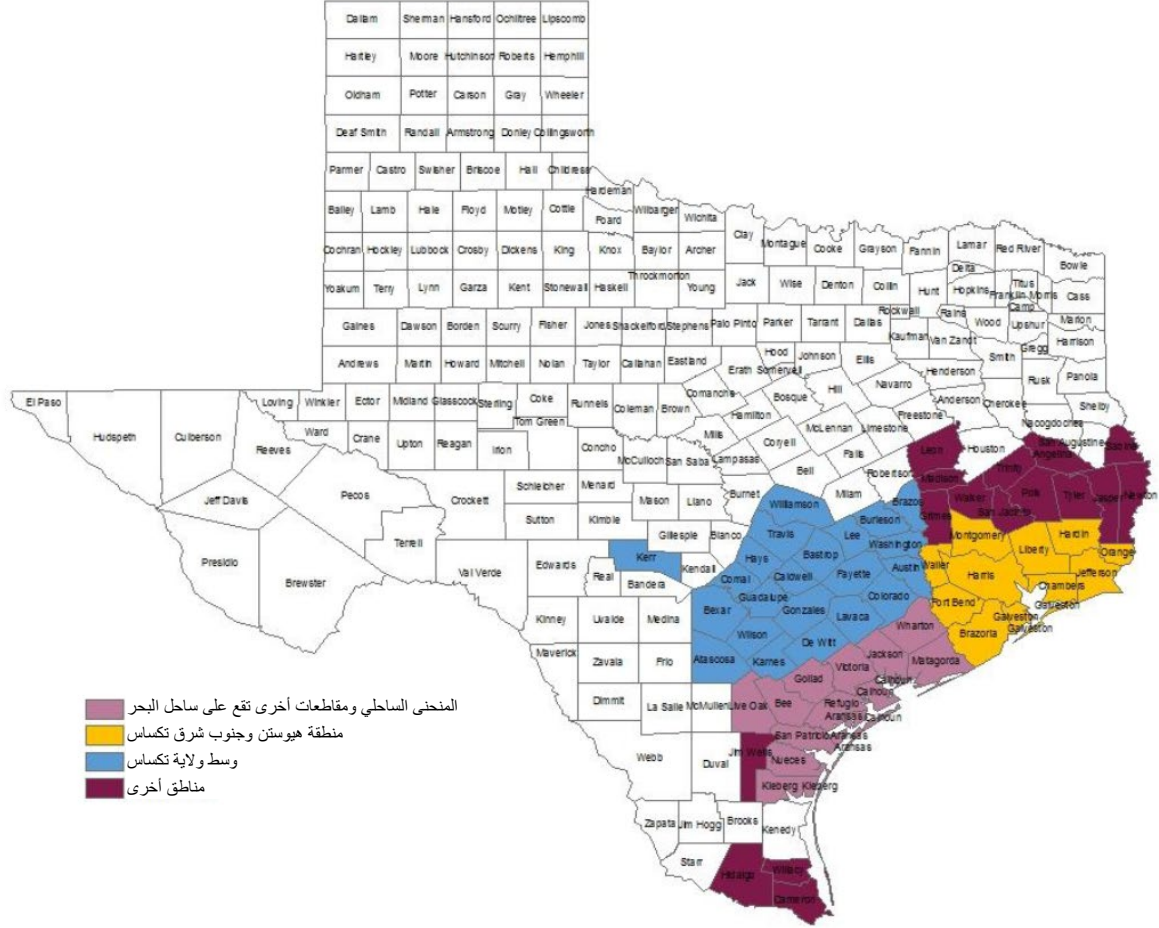 Dallam Sherman Hansford Ochiltree Lipscomb
Hartley Moore Hutchinson Roberts Hemphill
Oldham Potter Carson Gray Wheeler
Deaf Smith Randall Armstrong Donley Collingsworth
Parmer Castro Swisher Briscoe Hall Childress
Hardeman
Bailey Lamb Hale Floyd Motley Cottle Foard Wilbarger Wichita
Clay Montague Cooke Grayson Fannin Lamar Red River Bowie
Cochran Hockley Lubbock Crosby Dickens King Knox Baylor Archer
Delta
Yoakum Terry Lynn Garza Kent Stonewall Haskell Throckmorton Young Jack Wise Denton Collin Hunt Hopkins Franklin Titus Morris Cass
Camp
Rockwall Rains
Gaines Dawson Borden Scurry Fisher Jones Shackelford Stephens Palo Pinto Parker Tarrant Dallas Kaufman Van Zandt Wood Upshur Marion
Gregg Harrison
Andrews Martin Howard Mitchell Nolan Taylor Callahan Eastland Erath Hood Somervell Johnson Ellis Henderson Smith Rusk Panola
El Paso Hudspeth Culberson Reeves Loving Winkler Ector Midland Glasscock Sterling Coke Runnels Coleman Brown Comanche Hamilton Bosque Hill Navarro Anderson Cherokee Shelby
Tom Green
Ward Crane Upton Reagan Irion Concho McCulloch San Saba Mills Lampasas Coryell McLennan Limestone Freestone Nacogdoches
San Augustine Sabine
Falls Leon Houston Angelina
Jeff Davis Pecos Crockett Schleicher Menard Mason Llano Burnet Bell Milam Robertson Madison Trinity
Williamson Brazos Grimes Walker San Jacinto Polk Tyler Jasper Newton
Presidio Brewster Terrell Sutton Kimble Gillespie Blanco Travis Lee Burleson Washington Montgomery Liberty Hardin Orange
Val Verde Edwards Real Kerr Kendall Bandera Hays Comal Bastrop Caldwell Fayette Austin Waller Harris Jefferson
Chambers
Kinney Uvalde Medina Bexar Guadalupe Gonzales Lavaca Colorado Fort Bend Galveston
Galveston
Galveston
Wilson Wharton Brazoria
Maverick Zavala Frio Atascosa Karnes De Witt Jackson Matagorda
Victoria Calhoun
Goliad Calhoun
Dimmit La Salle McMullen Live Oak Bee Refugio Calhoun
Aransas
San Patricio Aransas
Aransas
Webb Duval Jim Wells Nueces
Kleberg Kleberg
Zapata Jim Hogg Brooks Kenedy
Starr Hidalgo Willacy
Cameron
المنحنى الساحلي ومقاطعات أخرى تقع على ساحل البحر
منطقة هيوستن وجنوب شرق تكساس
وسط ولاية تكساس
مناطق أخرى